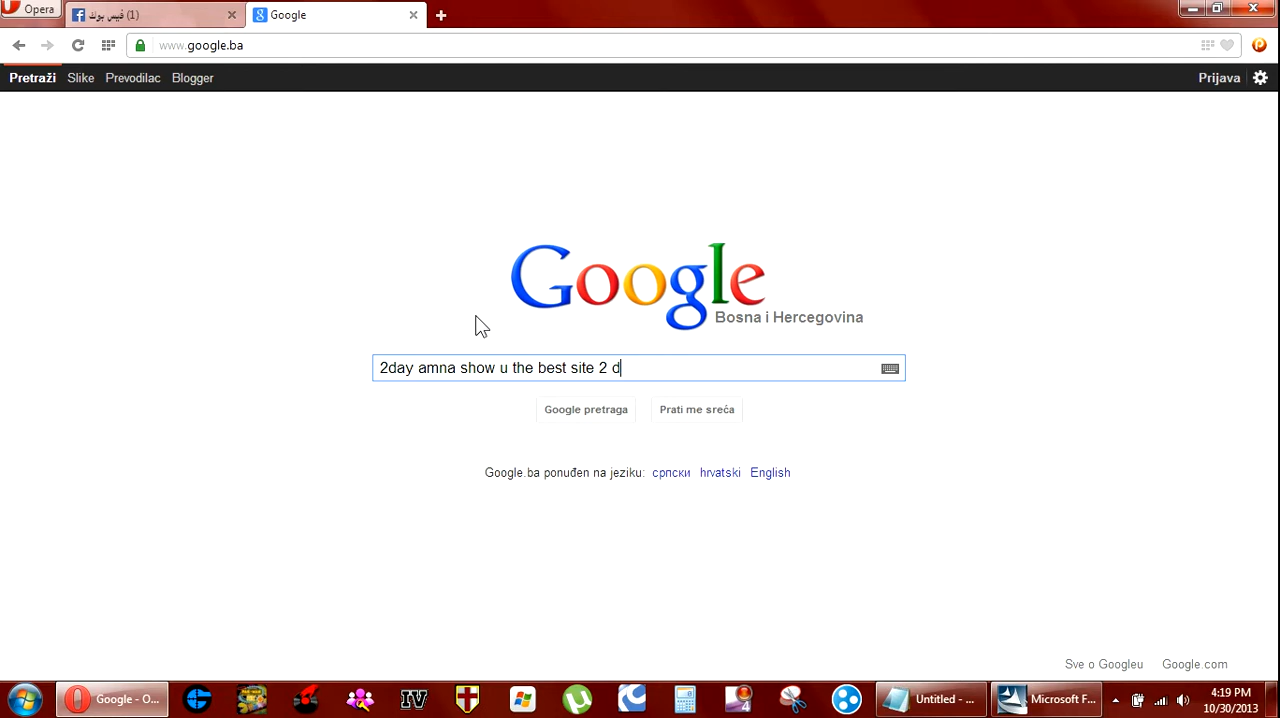 Opera
(1) فيس بوك
Google
www.google.ba
Pretraži Slike Prevodilac Blogger
Prijava
Google
Bosna i Hercegovina
2day amna show u the best site 2 d
Google pretraga Prati me sreća
Google.ba ponuđen na jeziku: српски hrvatski English
Sve o Googleu Google.com
Google - O...
IV
4
Untitled - ...
Microsoft F...
4:19 PM
10/30/2013